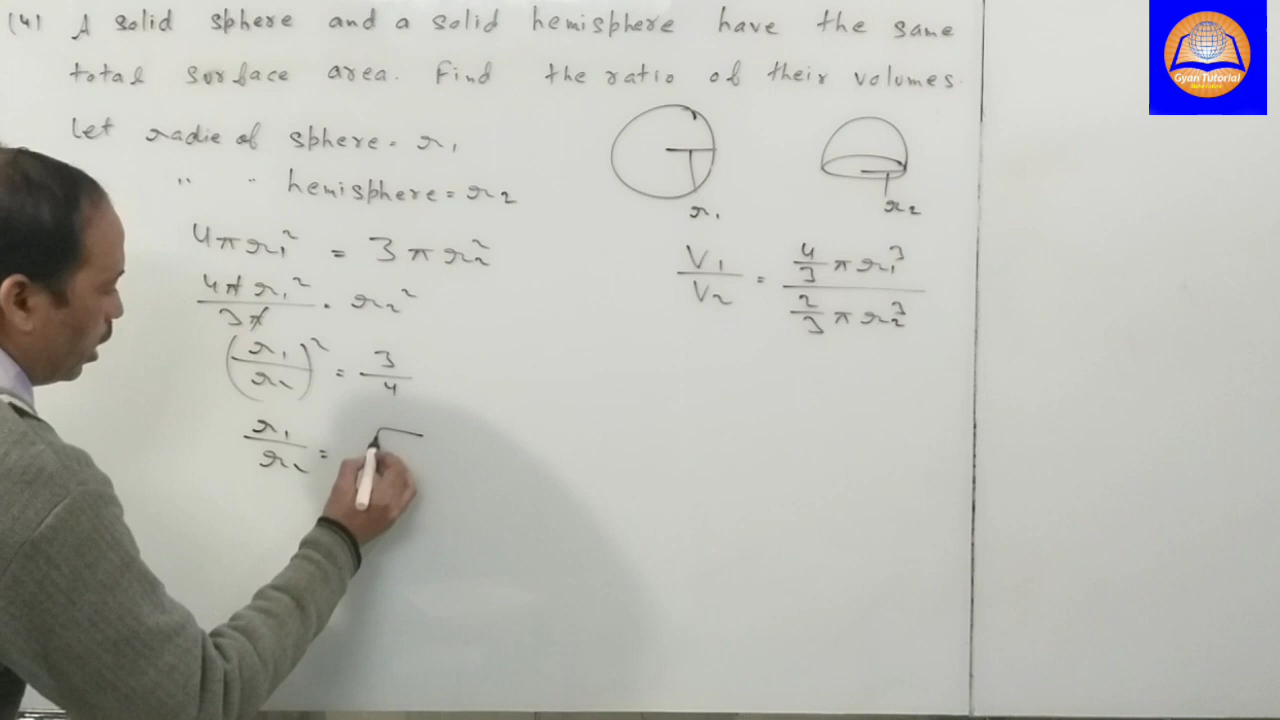 (4) A solid sphere and a solid hemisphere have the same
total surface area. Find the ratio of their volumes.
Let radie of sphere = r₁
" " hemisphere = r₂
r₁
r₂
4πr₁² = 3πr₂²
4πr₁² / 3π = r₂²
(r₁/r₂)² = 3/4
r₁/r₂ = √
V₁/V₂ = 4/3 πr₁³ / 2/3 πr₂³
Gyan Tutorial